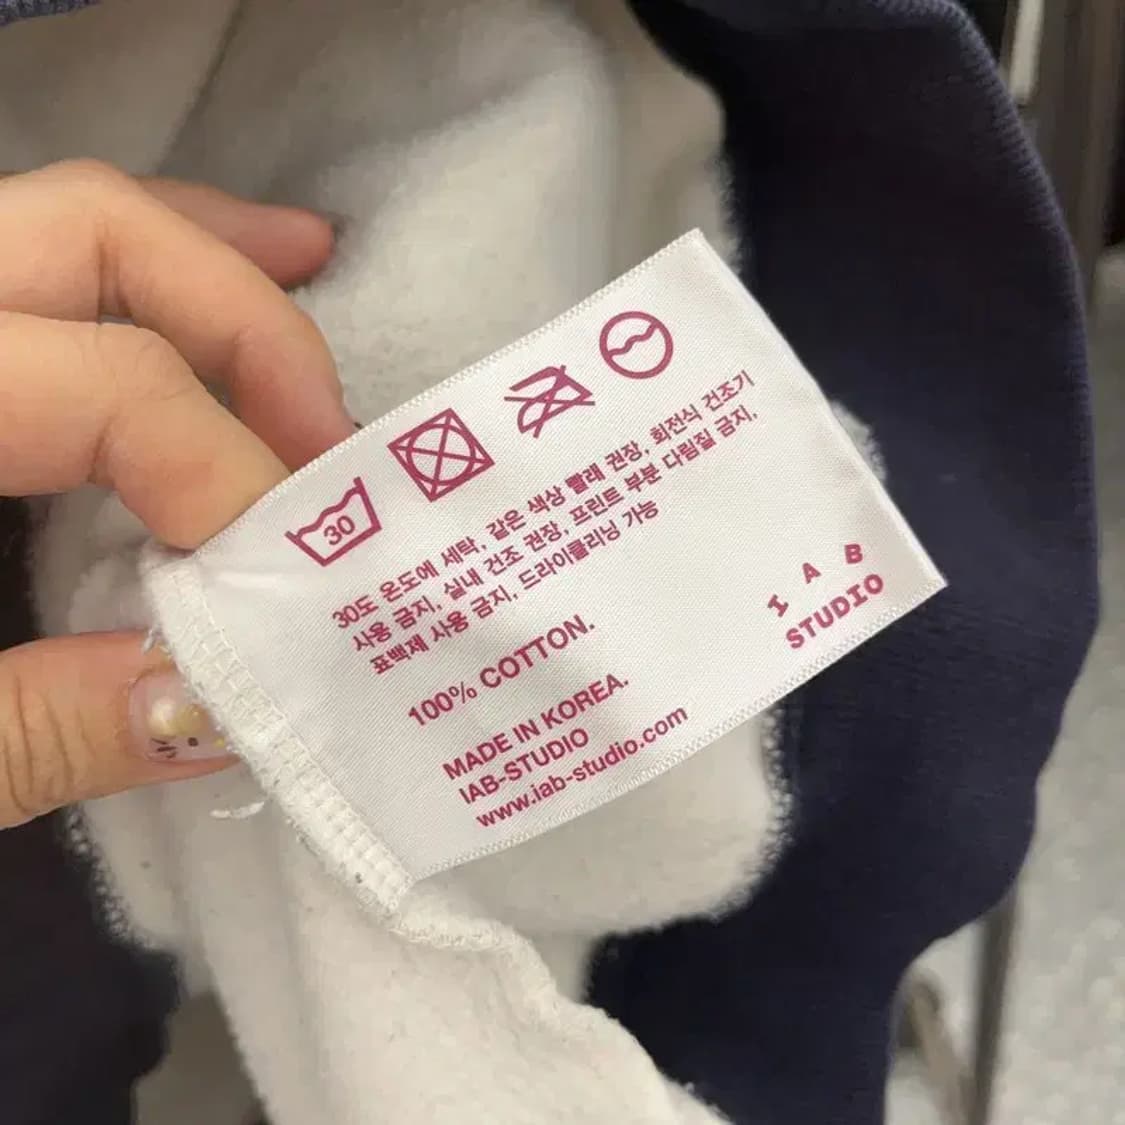 30
30도 온도에 세탁, 같은 색상 빨래 권장, 회전식 건조기
사용 금지, 실내 건조 권장, 프린트 부분 다림질 금지,
표백제 사용 금지, 드라이클리닝 가능
100% COTTON.
MADE IN KOREA.
IAB-STUDIO
www.iab-studio.com
I A B
STUDIO